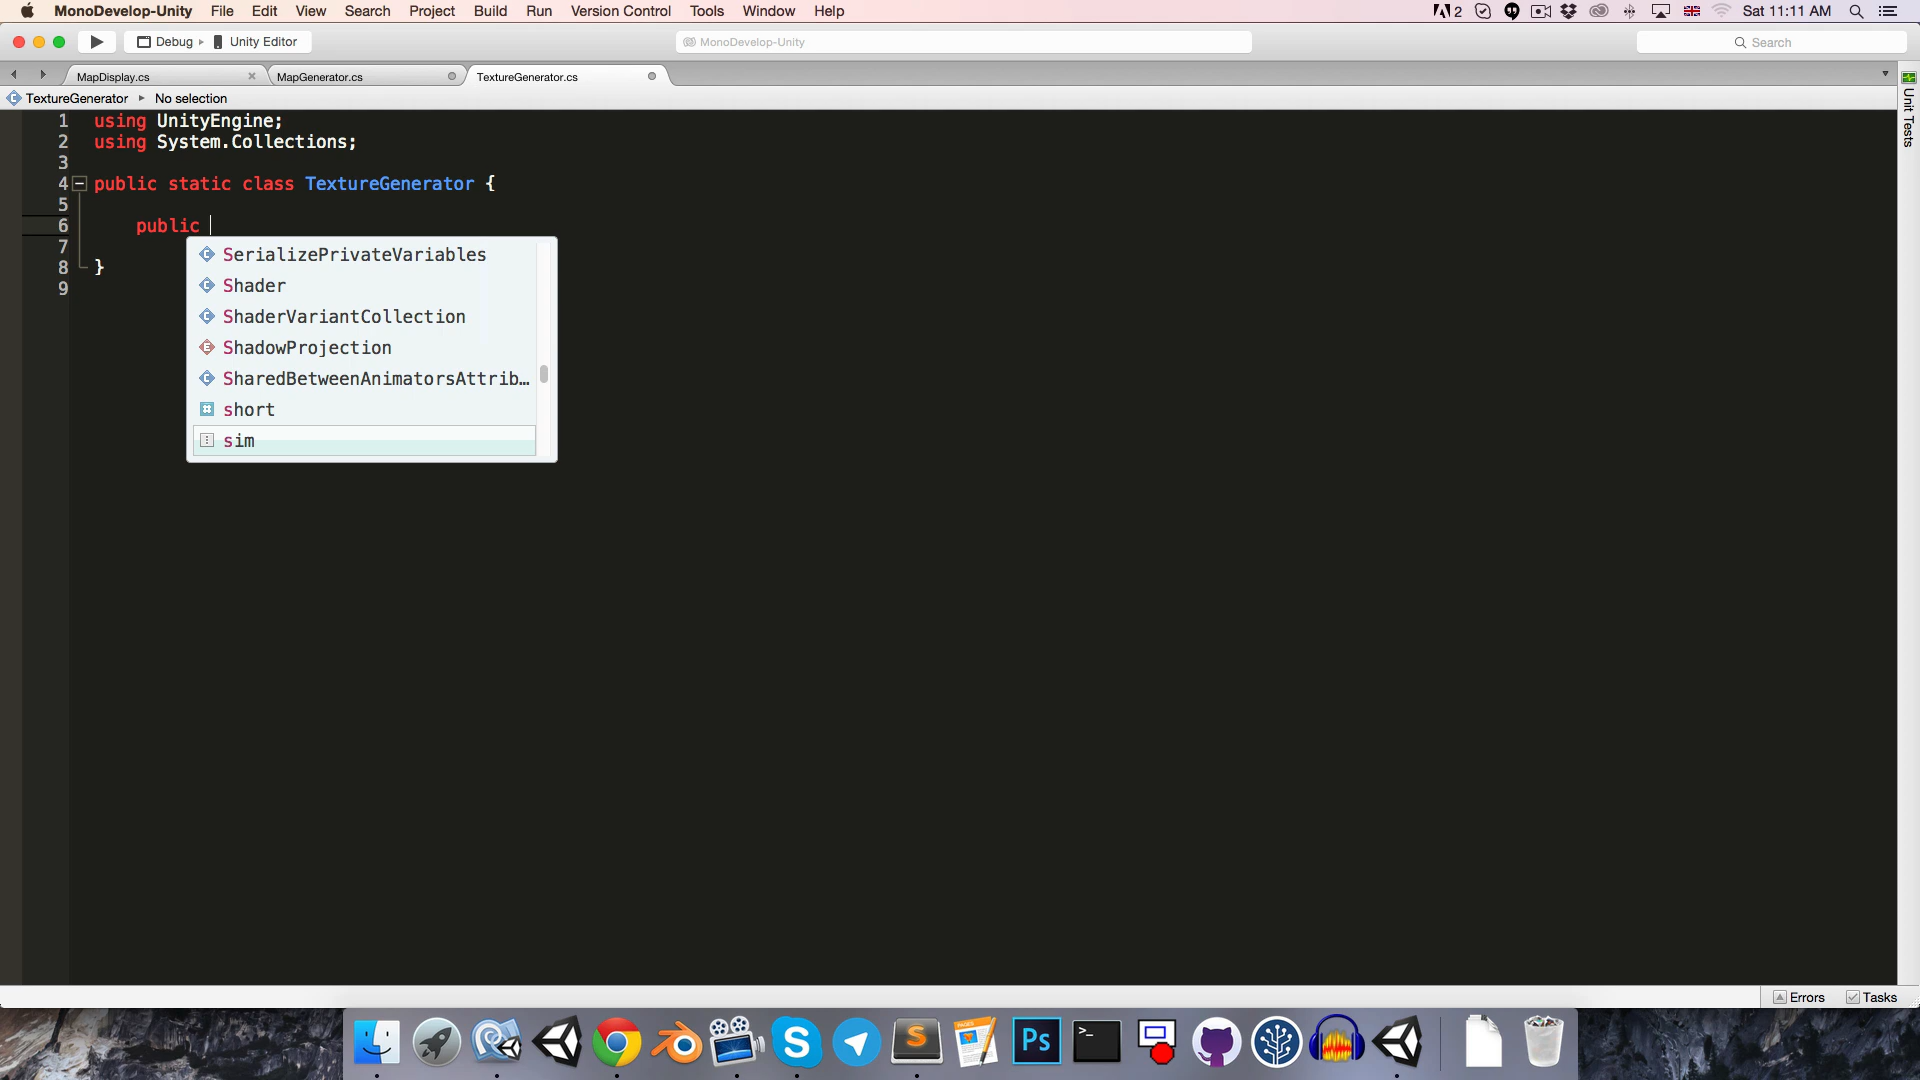 MonoDevelop-Unity File Edit View Search Project Build Run Version Control Tools Window Help 2 Sat 11:11 AM
Debug Unity Editor MonoDevelop-Unity Search
MapDisplay.cs MapGenerator.cs TextureGenerator.cs
TextureGenerator No selection
Unit Tests
1 using UnityEngine;
2 using System.Collections;
3
4 public static class TextureGenerator {
5
6 public
7
8 }
9
SerializePrivateVariables
Shader
ShaderVariantCollection
ShadowProjection
SharedBetweenAnimatorsAttrib...
short
sim
Errors Tasks
PAGES
Ps